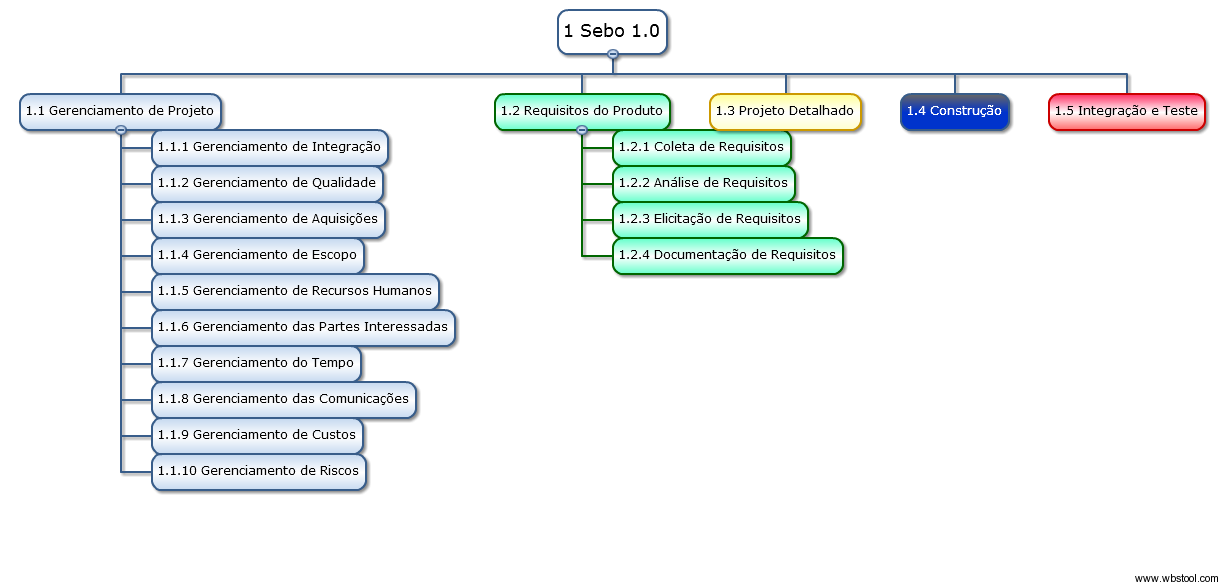 1 Sebo 1.0
1.1 Gerenciamento de Projeto
1.1.1 Gerenciamento de Integração
1.1.2 Gerenciamento de Qualidade
1.1.3 Gerenciamento de Aquisições
1.1.4 Gerenciamento de Escopo
1.1.5 Gerenciamento de Recursos Humanos
1.1.6 Gerenciamento das Partes Interessadas
1.1.7 Gerenciamento do Tempo
1.1.8 Gerenciamento das Comunicações
1.1.9 Gerenciamento de Custos
1.1.10 Gerenciamento de Riscos
1.2 Requisitos do Produto
1.2.1 Coleta de Requisitos
1.2.2 Análise de Requisitos
1.2.3 Elicitação de Requisitos
1.2.4 Documentação de Requisitos
1.3 Projeto Detalhado
1.4 Construção
1.5 Integração e Teste
www.wbstool.com